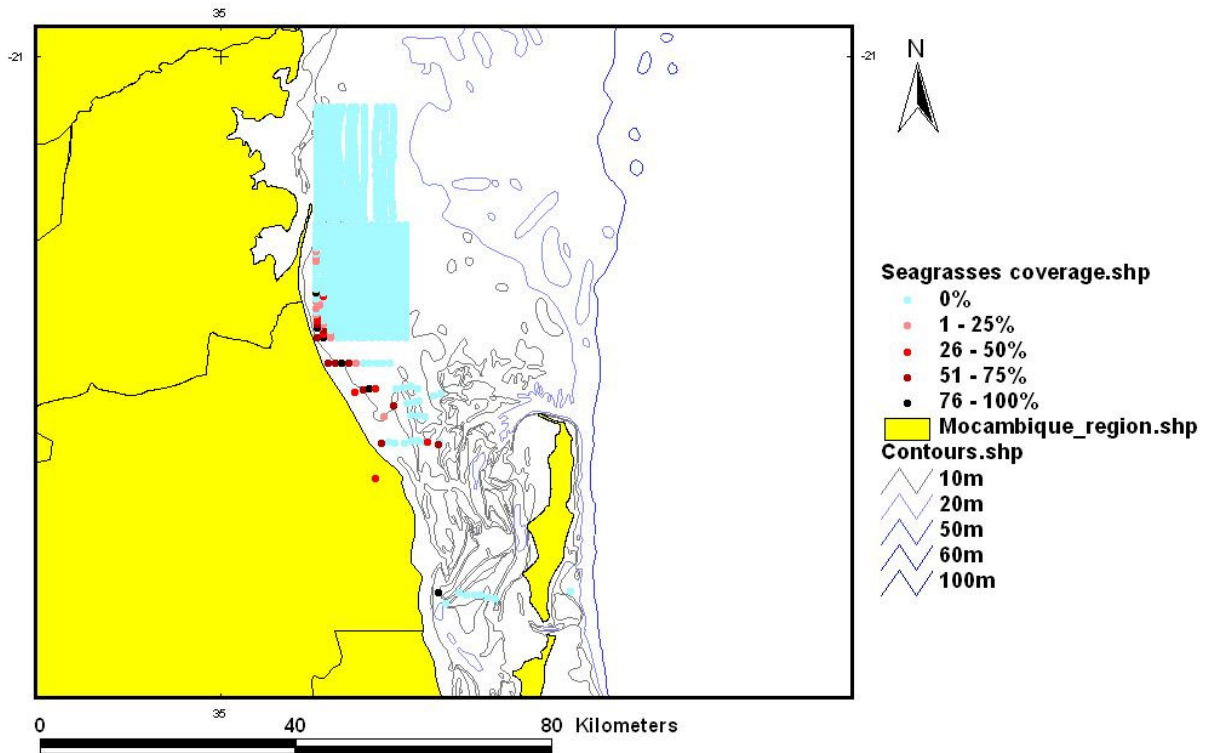 35
-21
-21
N
Seagrasses coverage.shp
0%
1 - 25%
26 - 50%
51 - 75%
76 - 100%
Mocambique_region.shp
Contours.shp
10m
20m
50m
60m
100m
35
0 40 80 Kilometers